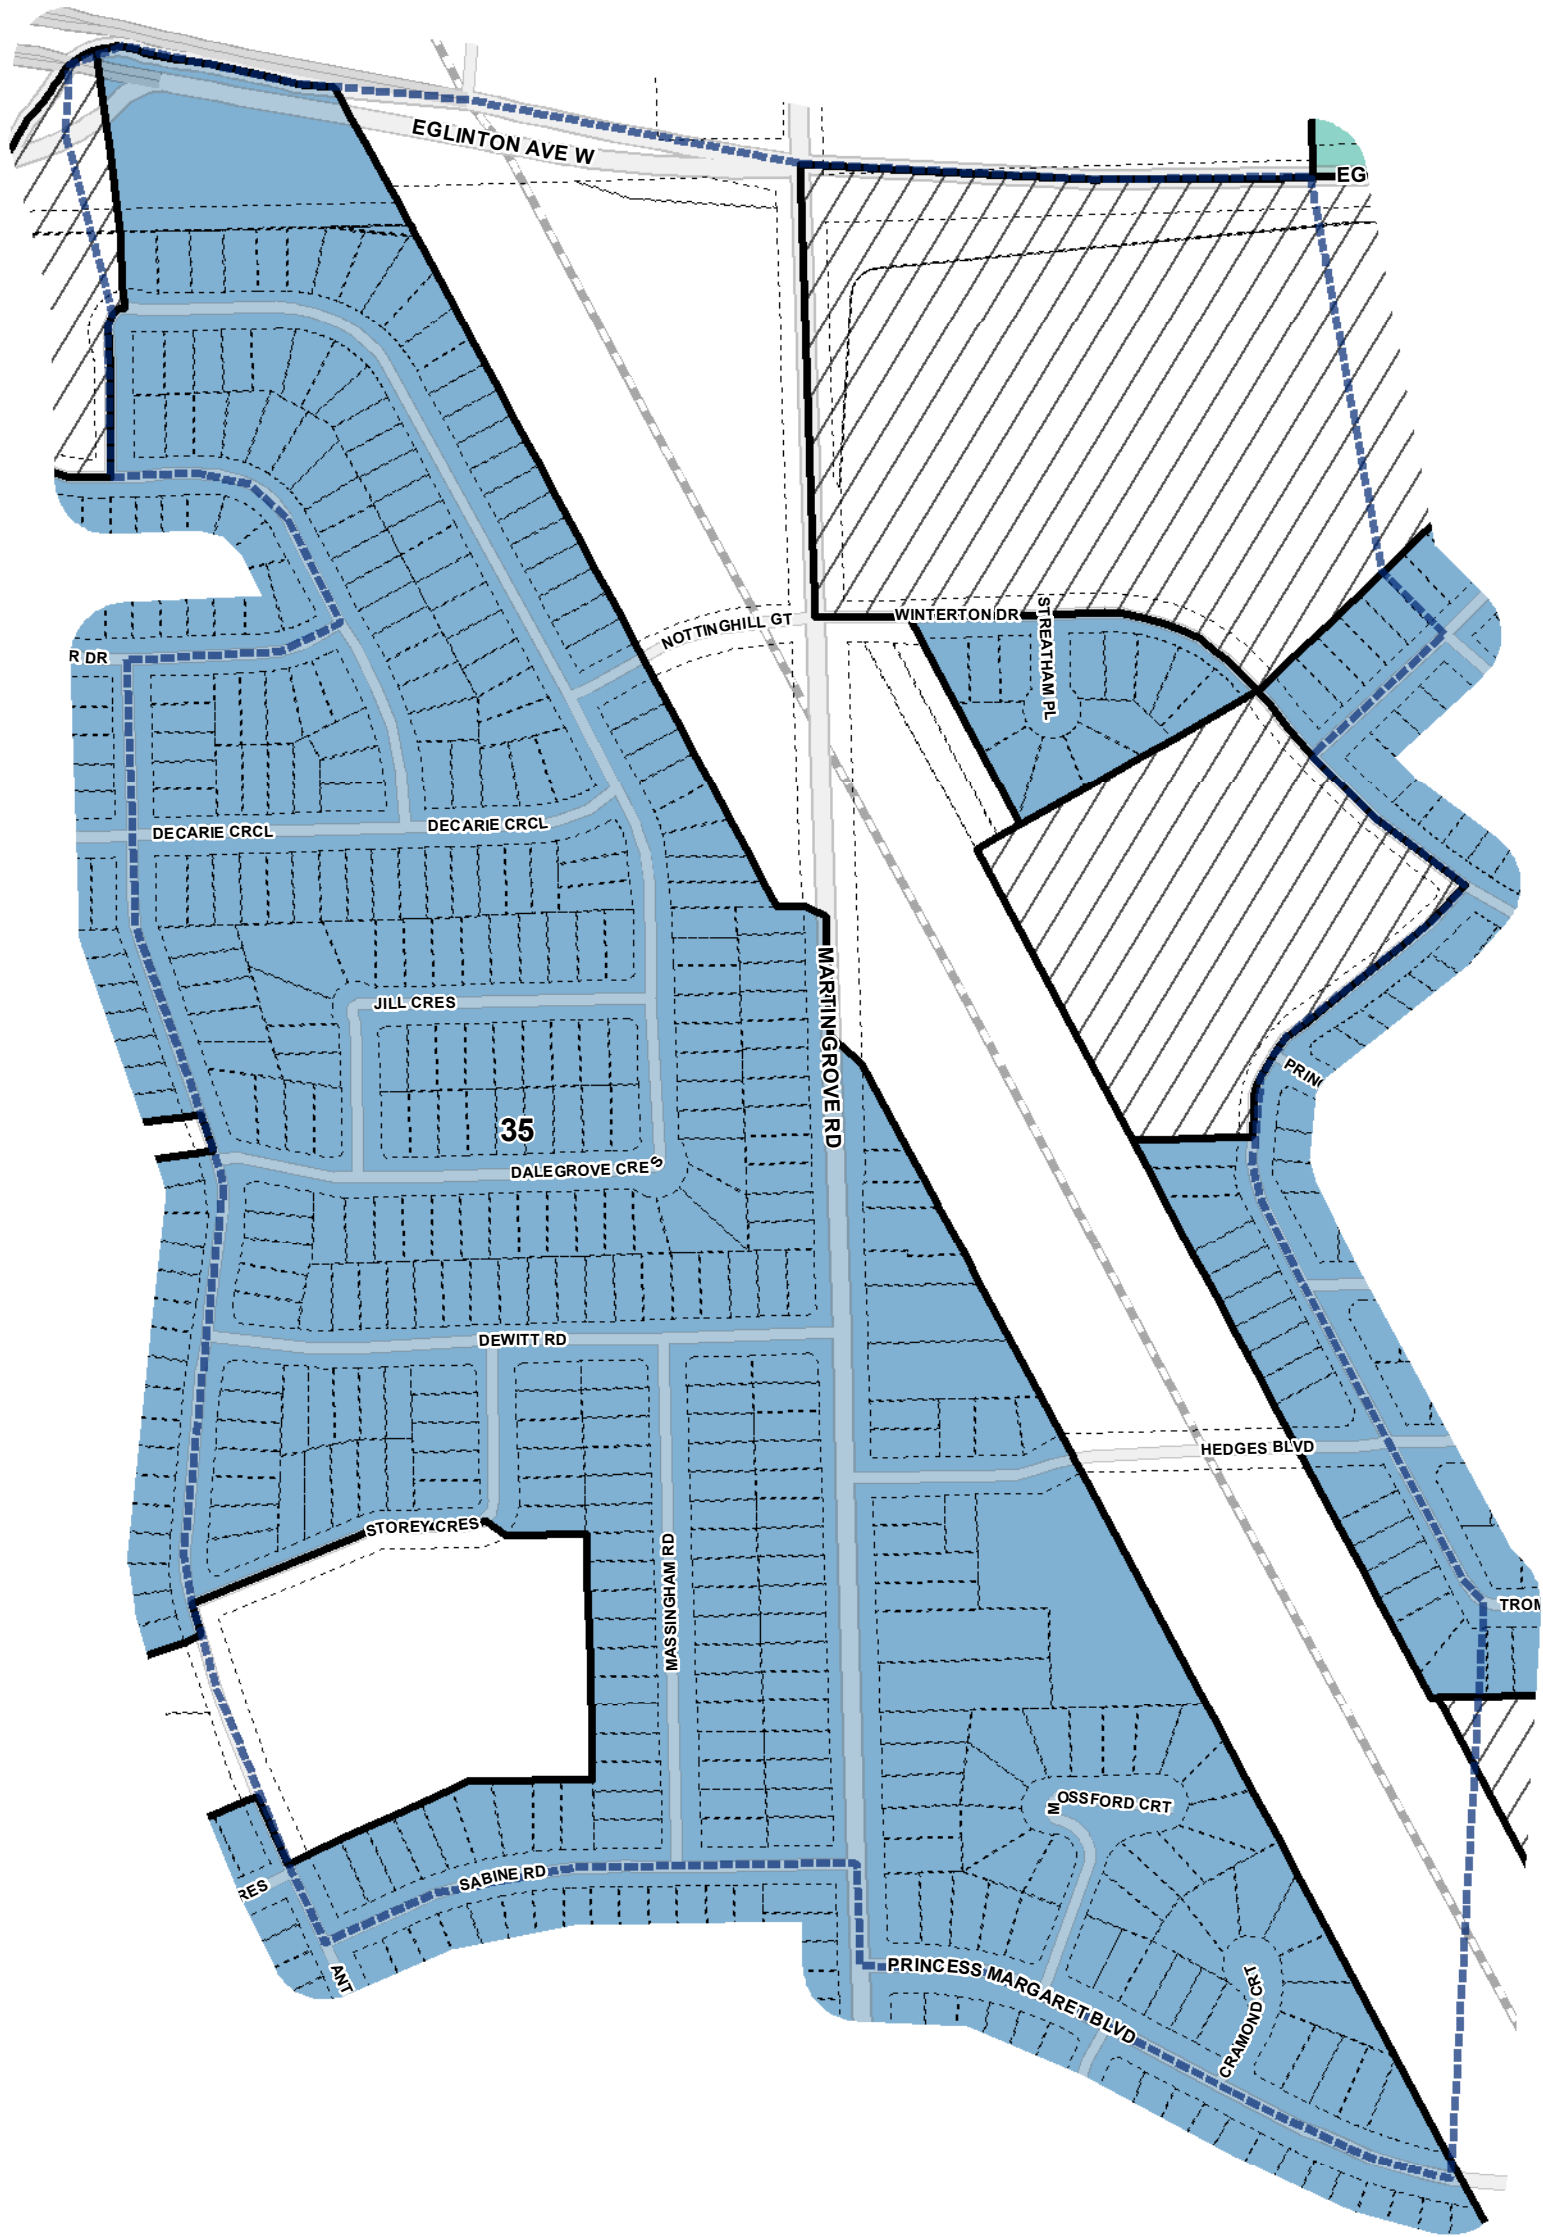 EGLINTON AVE W
EG
WINTERTON DR
STREATHAM PL
NOTTINGHILL GT
R DR
DECARIE CRCL
DECARIE CRCL
MARTIN GROVE RD
JILL CRES
PRIN
35
DALEGROVE CRES
DEWITT RD
HEDGES BLVD
STOREY CRES
MASSINGHAM RD
TROM
MOSSFORD CRT
SABINE RD
RES
ANT
PRINCESS MARGARET BLVD
CRAMOND CRT